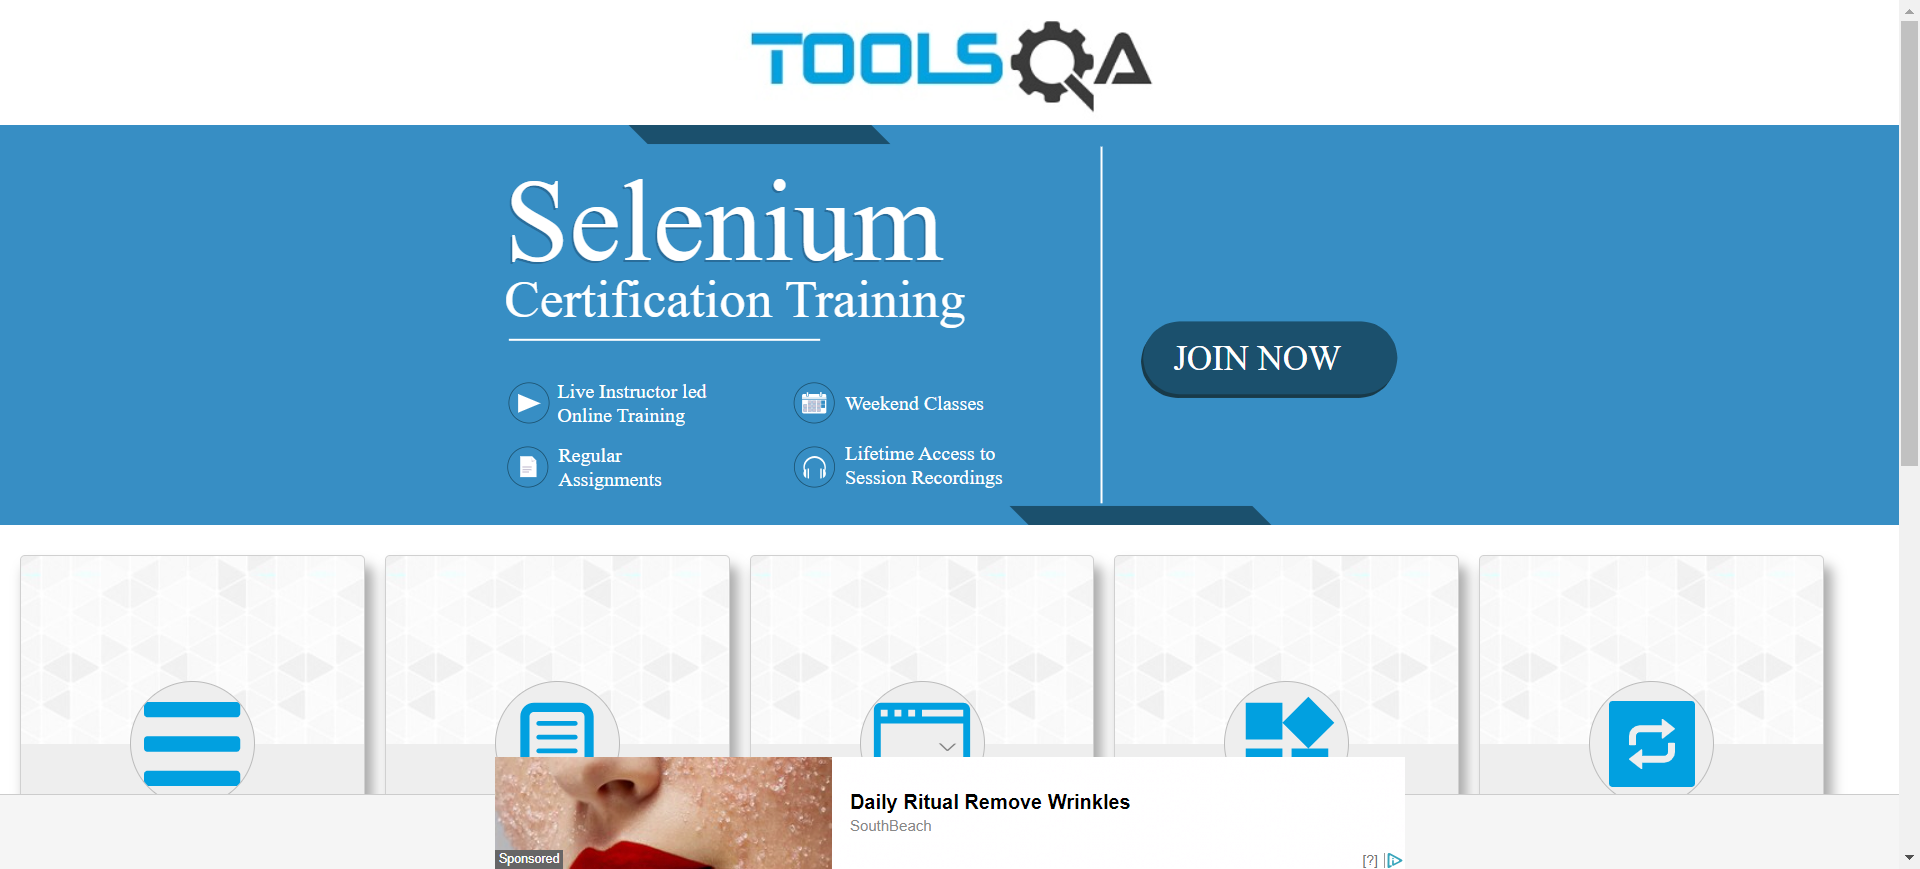 TOOLSQA
Selenium
Certification Training
Live Instructor led
Online Training
Weekend Classes
Regular
Assignments
Lifetime Access to
Session Recordings
JOIN NOW
Daily Ritual Remove Wrinkles
SouthBeach
Sponsored
[?]